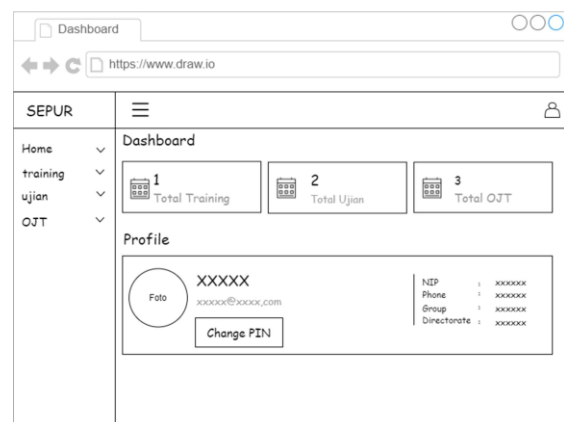 Dashboard
https://www.draw.io
SEPUR
Home
training
ujian
OJT
Dashboard
1
Total Training
2
Total Ujian
3
Total OJT
Profile
Foto
XXXXX
xxxxx@xxxx,com
Change PIN
NIP : xxxxxx
Phone : xxxxxx
Group : xxxxxx
Directorate : xxxxxx